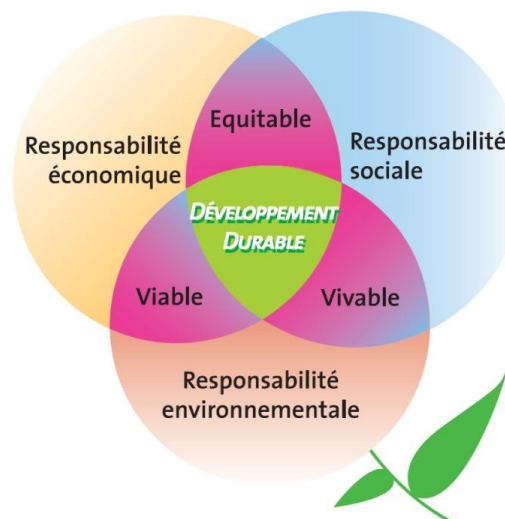 Equitable
Responsabilité
économique
Responsabilité
sociale
DÉVELOPPEMENT
DURABLE
Viable
Vivable
Responsabilité
environnementale